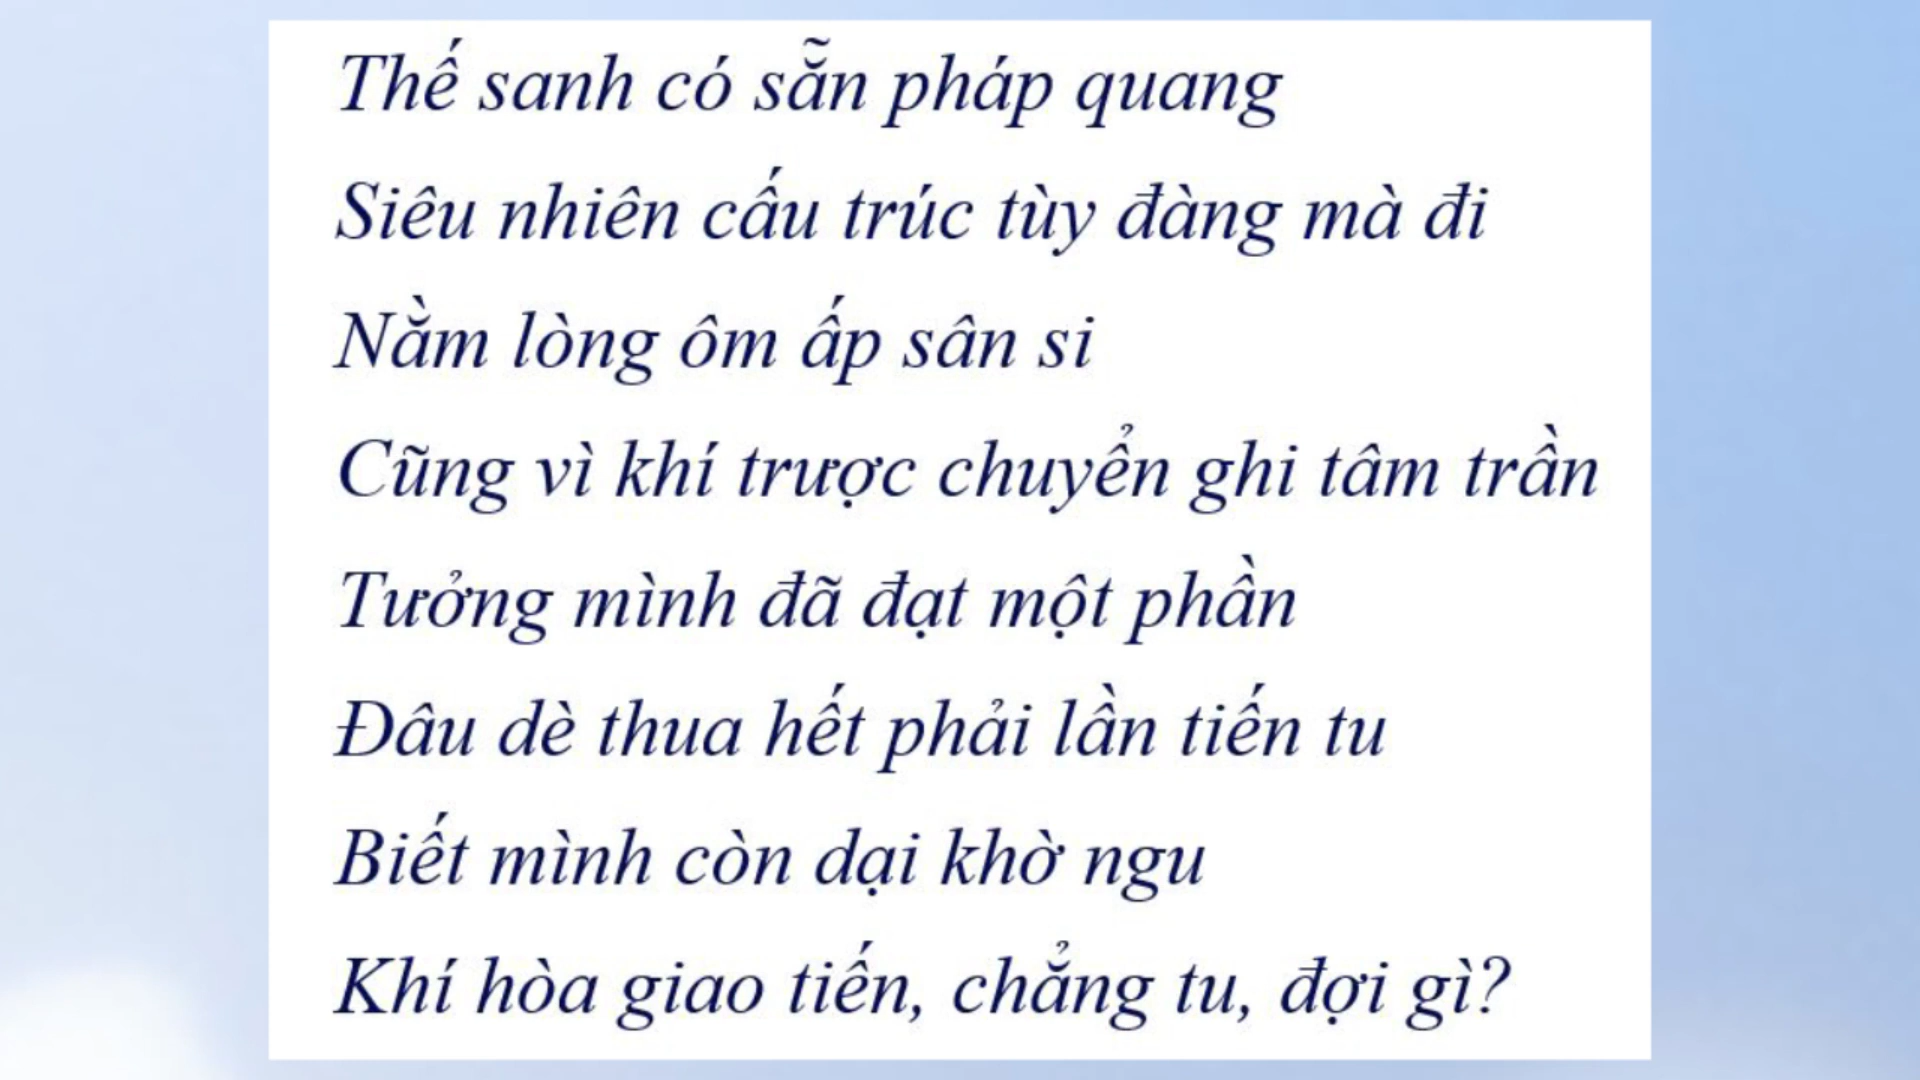 Thế sanh có sẵn pháp quang
Siêu nhiên cấu trúc tùy đàng mà đi
Nằm lòng ôm ấp sân si
Cũng vì khí trược chuyển ghi tâm trần
Tưởng mình đã đạt một phần
Đâu dè thua hết phải lần tiến tu
Biết mình còn dại khờ ngu
Khí hòa giao tiến, chẳng tu, đợi gì?